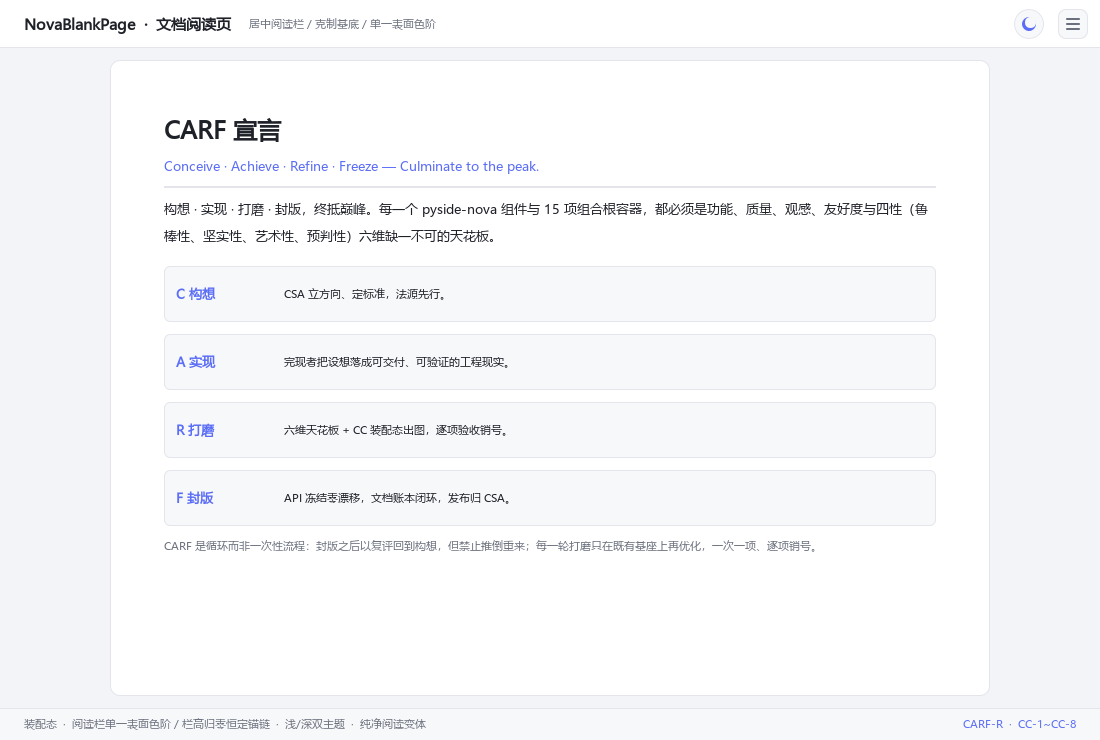 NovaBlankPage · 文档阅读页
居中阅读栏 / 克制基底 / 单一表面色阶
CARF 宣言
Conceive · Achieve · Refine · Freeze — Culminate to the peak.
构想 · 实现 · 打磨 · 封版，终抵巅峰。每一个 pyside-nova 组件与 15 项组合根容器，都必须是功能、质量、观感、友好度与四性（鲁
棒性、坚实性、艺术性、预判性）六维缺一不可的天花板。
C 构想
CSA 立方向、定标准，法源先行。
A 实现
完现者把设想落成可交付、可验证的工程现实。
R 打磨
六维天花板 + CC 装配态出图，逐项验收销号。
F 封版
API 冻结零漂移，文档账本闭环，发布归 CSA。
CARF 是循环而非一次性流程：封版之后以复评回到构想，但禁止推倒重来；每一轮打磨只在既有基座上再优化，一次一项、逐项销号。
装配态 · 阅读栏单一表面色阶 / 栏高归零恒定锚链 · 浅/深双主题 · 纯净阅读变体
CARF-R · CC-1~CC-8